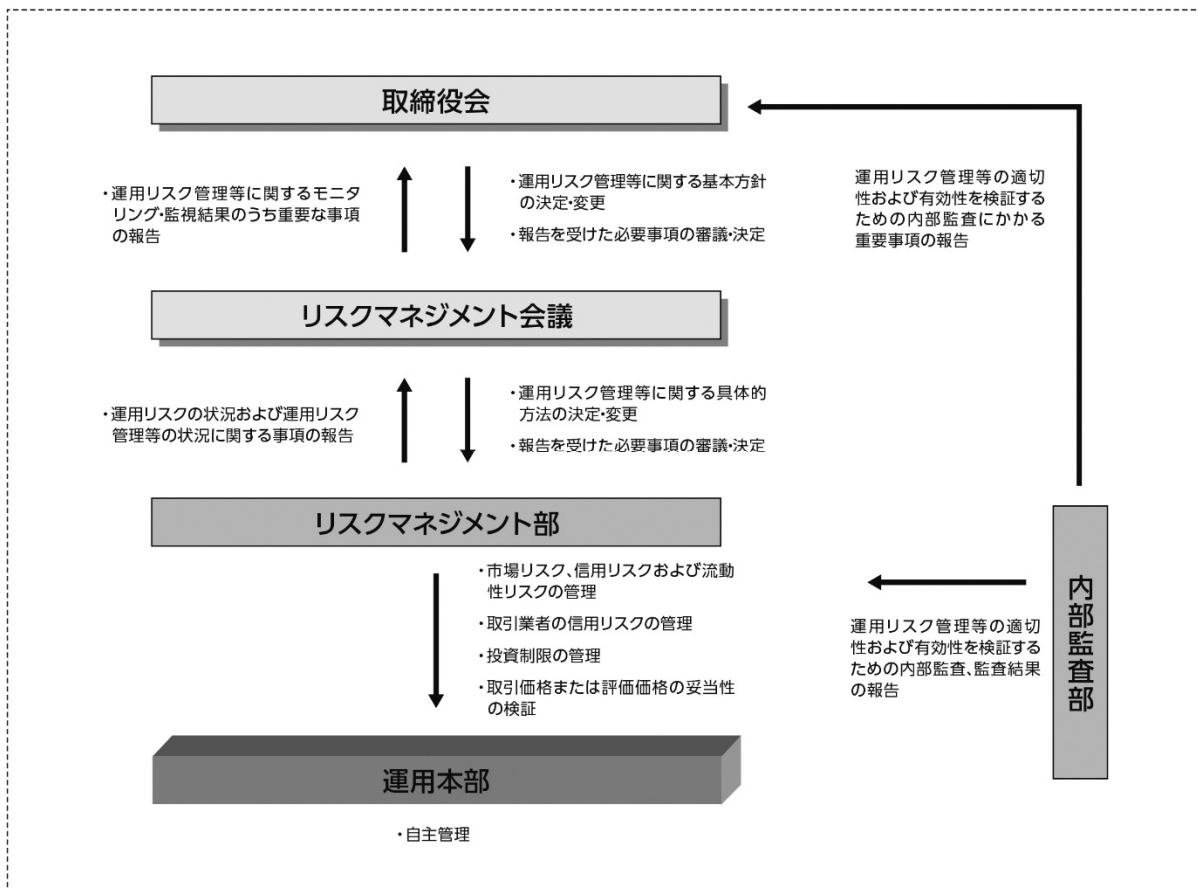 取締役会
・運用リスク管理等に関するモニタ
リング・監視結果のうち重要な事項
の報告
・運用リスク管理等に関する基本方針
の決定・変更
・報告を受けた必要事項の審議・決定
運用リスク管理等の適切
性および有効性を検証する
ための内部監査にかかる
重要事項の報告
リスクマネジメント会議
・運用リスクの状況および運用リスク
管理等の状況に関する事項の報告
・運用リスク管理等に関する具体的
方法の決定・変更
・報告を受けた必要事項の審議・決定
リスクマネジメント部
・市場リスク、信用リスクおよび流動
性リスクの管理
・取引業者の信用リスクの管理
・投資制限の管理
・取引価格または評価価格の妥当性
の検証
運用リスク管理等の適切
性および有効性を検証する
ための内部監査、監査結果
の報告
内部監査部
運用本部
・自主管理